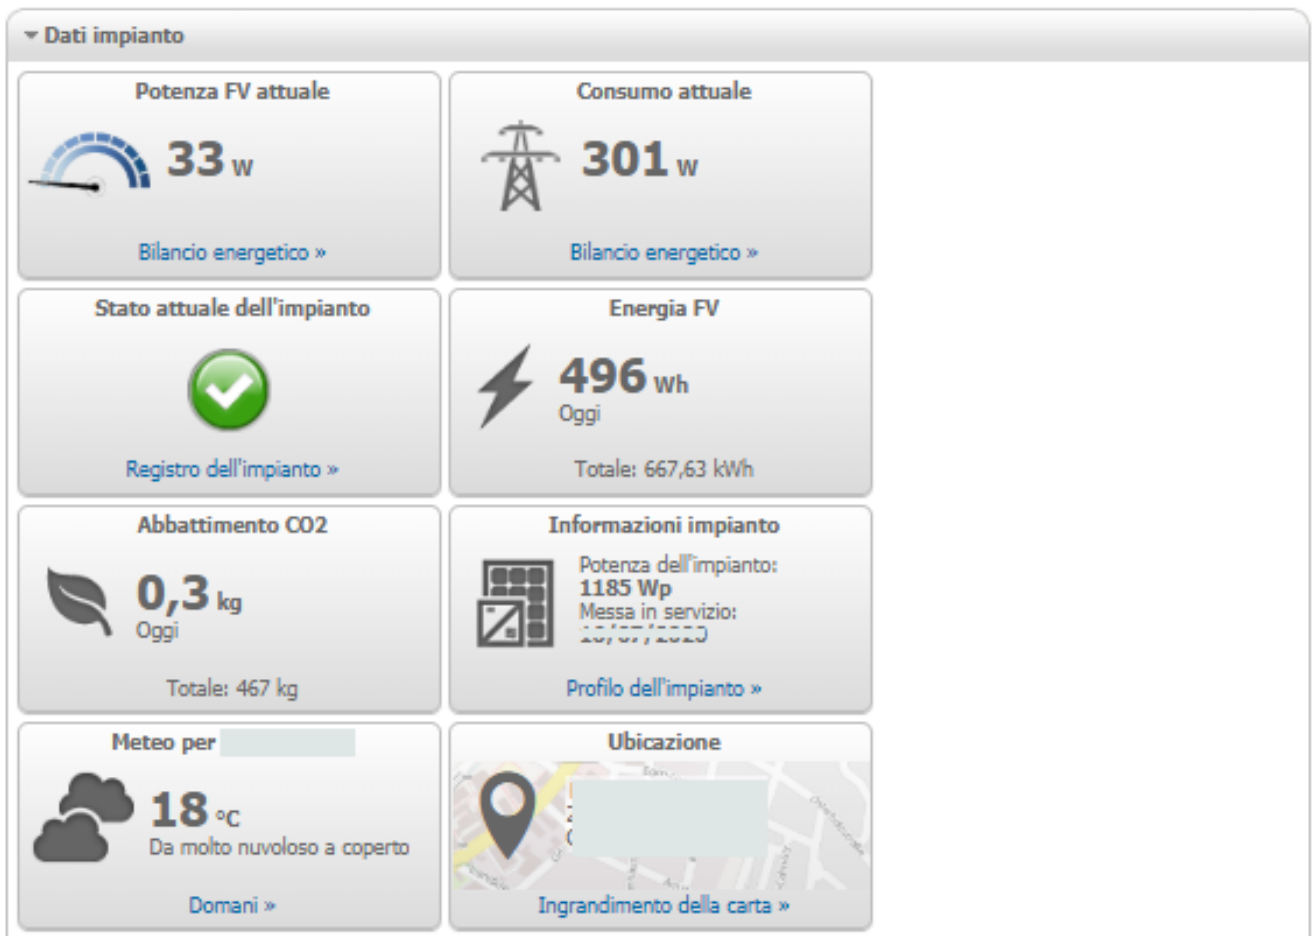 Dati impianto
Potenza FV attuale
33 W
Bilancio energetico »
Consumo attuale
301 W
Bilancio energetico »
Stato attuale dell'impianto
Registro dell'impianto »
Energia FV
496 Wh
Oggi
Totale: 667,63 kWh
Abbattimento CO2
0,3 kg
Oggi
Totale: 467 kg
Informazioni impianto
Potenza dell'impianto:
1185 Wp
Messa in servizio:
Profilo dell'impianto »
Meteo per
18 °C
Da molto nuvoloso a coperto
Domani »
Ubicazione
Ingrandimento della carta »